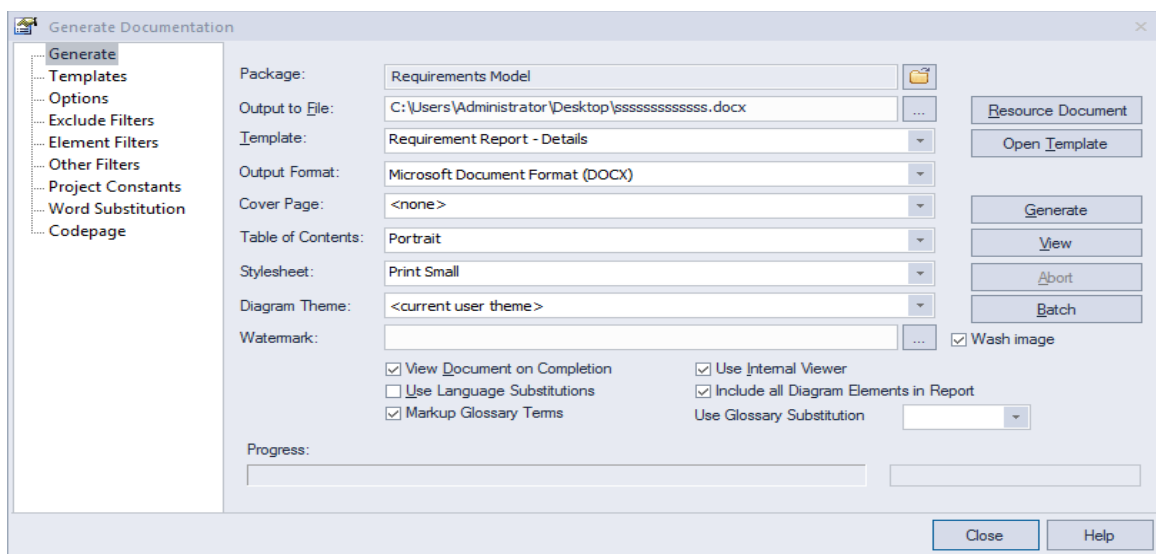 Generate Documentation
Generate
Templates
Options
Exclude Filters
Element Filters
Other Filters
Project Constants
Word Substitution
Codepage
Package: Requirements Model
Output to File: C:\Users\Administrator\Desktop\sssssssssssss.docx ... Resource Document
Template: Requirement Report - Details Open Template
Output Format: Microsoft Document Format (DOCX)
Cover Page: <none> Generate
Table of Contents: Portrait View
Stylesheet: Print Small Abort
Diagram Theme: <current user theme> Batch
Watermark: ... Wash image
View Document on Completion Use Internal Viewer
Use Language Substitutions Include all Diagram Elements in Report
Markup Glossary Terms Use Glossary Substitution
Progress:
Close Help